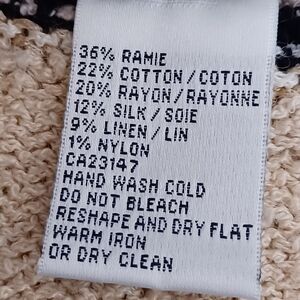 36% RAMIE
22% COTTON/COTON
20% RAYON/RAYONNE
12% SILK/SOIE
9% LINEN/LIN
1% NYLON
CA23147
HAND WASH COLD
DO NOT BLEACH
RESHAPE AND DRY FLAT
WARM IRON
OR DRY CLEAN